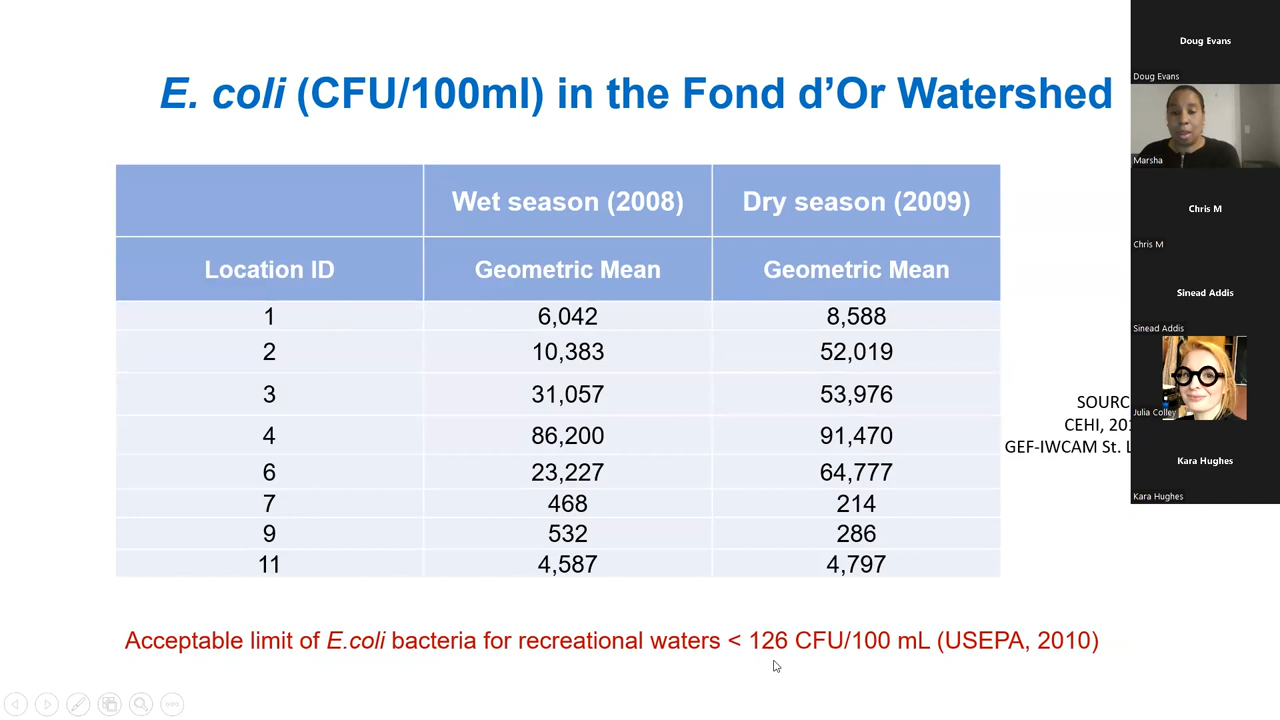 E. coli (CFU/100ml) in the Fond d’Or Watershed
Wet season (2008) Dry season (2009)
Location ID Geometric Mean Geometric Mean
1 6,042 8,588
2 10,383 52,019
3 31,057 53,976
4 86,200 91,470
6 23,227 64,777
7 468 214
9 532 286
11 4,587 4,797
CEHI,
GEF-IWCAM St.
Acceptable limit of E.coli bacteria for recreational waters < 126 CFU/100 mL (USEPA, 2010)
Doug Evans
Doug Evans
Marsha
Chris M
Chris M
Sinead Addis
Sinead Addis
Julia Colley
Kara Hughes
Kara Hughes